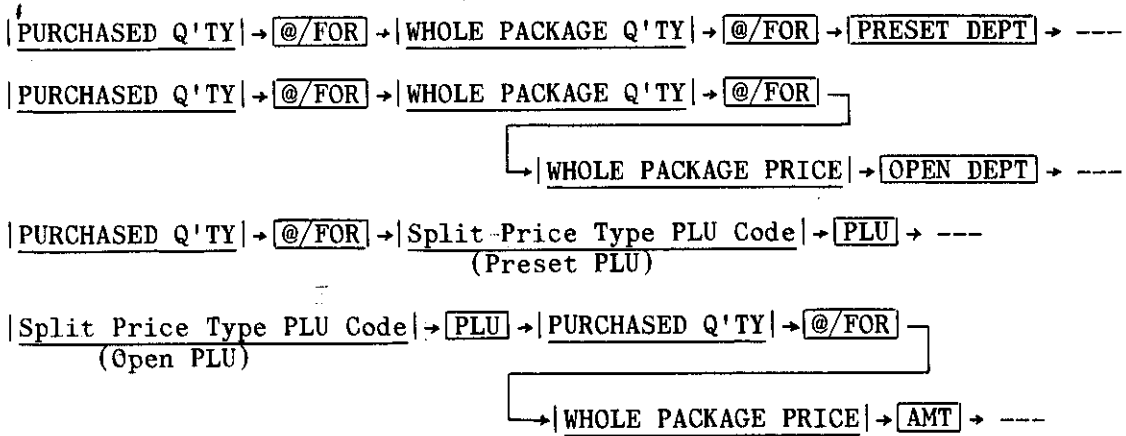 |PURCHASED Q'TY| → @/FOR → |WHOLE PACKAGE Q'TY| → @/FOR → PRESET DEPT → ---
|PURCHASED Q'TY| → @/FOR → |WHOLE PACKAGE Q'TY| → @/FOR
→ |WHOLE PACKAGE PRICE| → OPEN DEPT → ---
|PURCHASED Q'TY| → @/FOR → |Split Price Type PLU Code| → PLU → ---
(Preset PLU)
|Split Price Type PLU Code| → PLU → |PURCHASED Q'TY| → @/FOR
(Open PLU)
→ |WHOLE PACKAGE PRICE| → AMT → ---